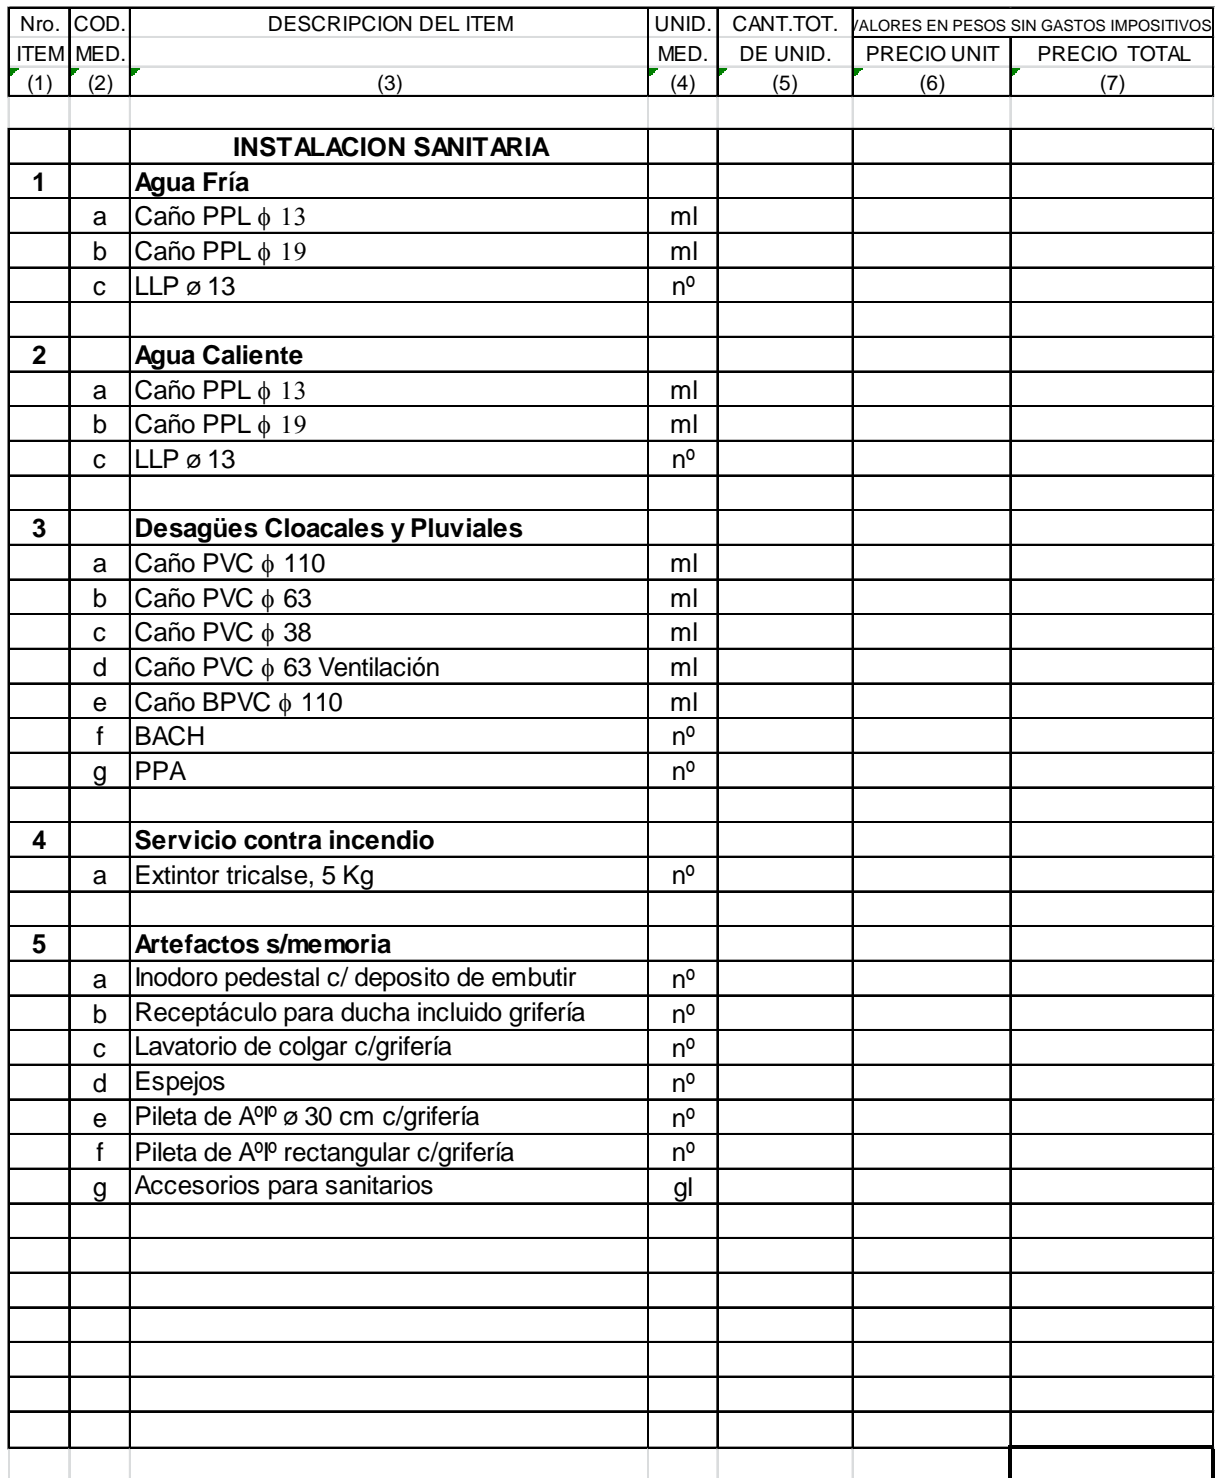 Nro. COD. DESCRIPCION DEL ITEM UNID. CANT.TOT. VALORES EN PESOS SIN GASTOS IMPOSITIVOS
ITEM MED. MED. DE UNID. PRECIO UNIT PRECIO TOTAL
(1) (2) (3) (4) (5) (6) (7)
INSTALACION SANITARIA
1 Agua Fría
a Caño PPL ϕ 13 ml
b Caño PPL ϕ 19 ml
c LLP ø 13 nº
2 Agua Caliente
a Caño PPL ϕ 13 ml
b Caño PPL ϕ 19 ml
c LLP ø 13 nº
3 Desagües Cloacales y Pluviales
a Caño PVC ϕ 110 ml
b Caño PVC ϕ 63 ml
c Caño PVC ϕ 38 ml
d Caño PVC ϕ 63 Ventilación ml
e Caño BPVC ϕ 110 ml
f BACH nº
g PPA nº
4 Servicio contra incendio
a Extintor tricalse, 5 Kg nº
5 Artefactos s/memoria
a Inodoro pedestal c/ deposito de embutir nº
b Receptáculo para ducha incluido grifería nº
c Lavatorio de colgar c/grifería nº
d Espejos nº
e Pileta de AºIº ø 30 cm c/grifería nº
f Pileta de AºIº rectangular c/grifería nº
g Accesorios para sanitarios gl